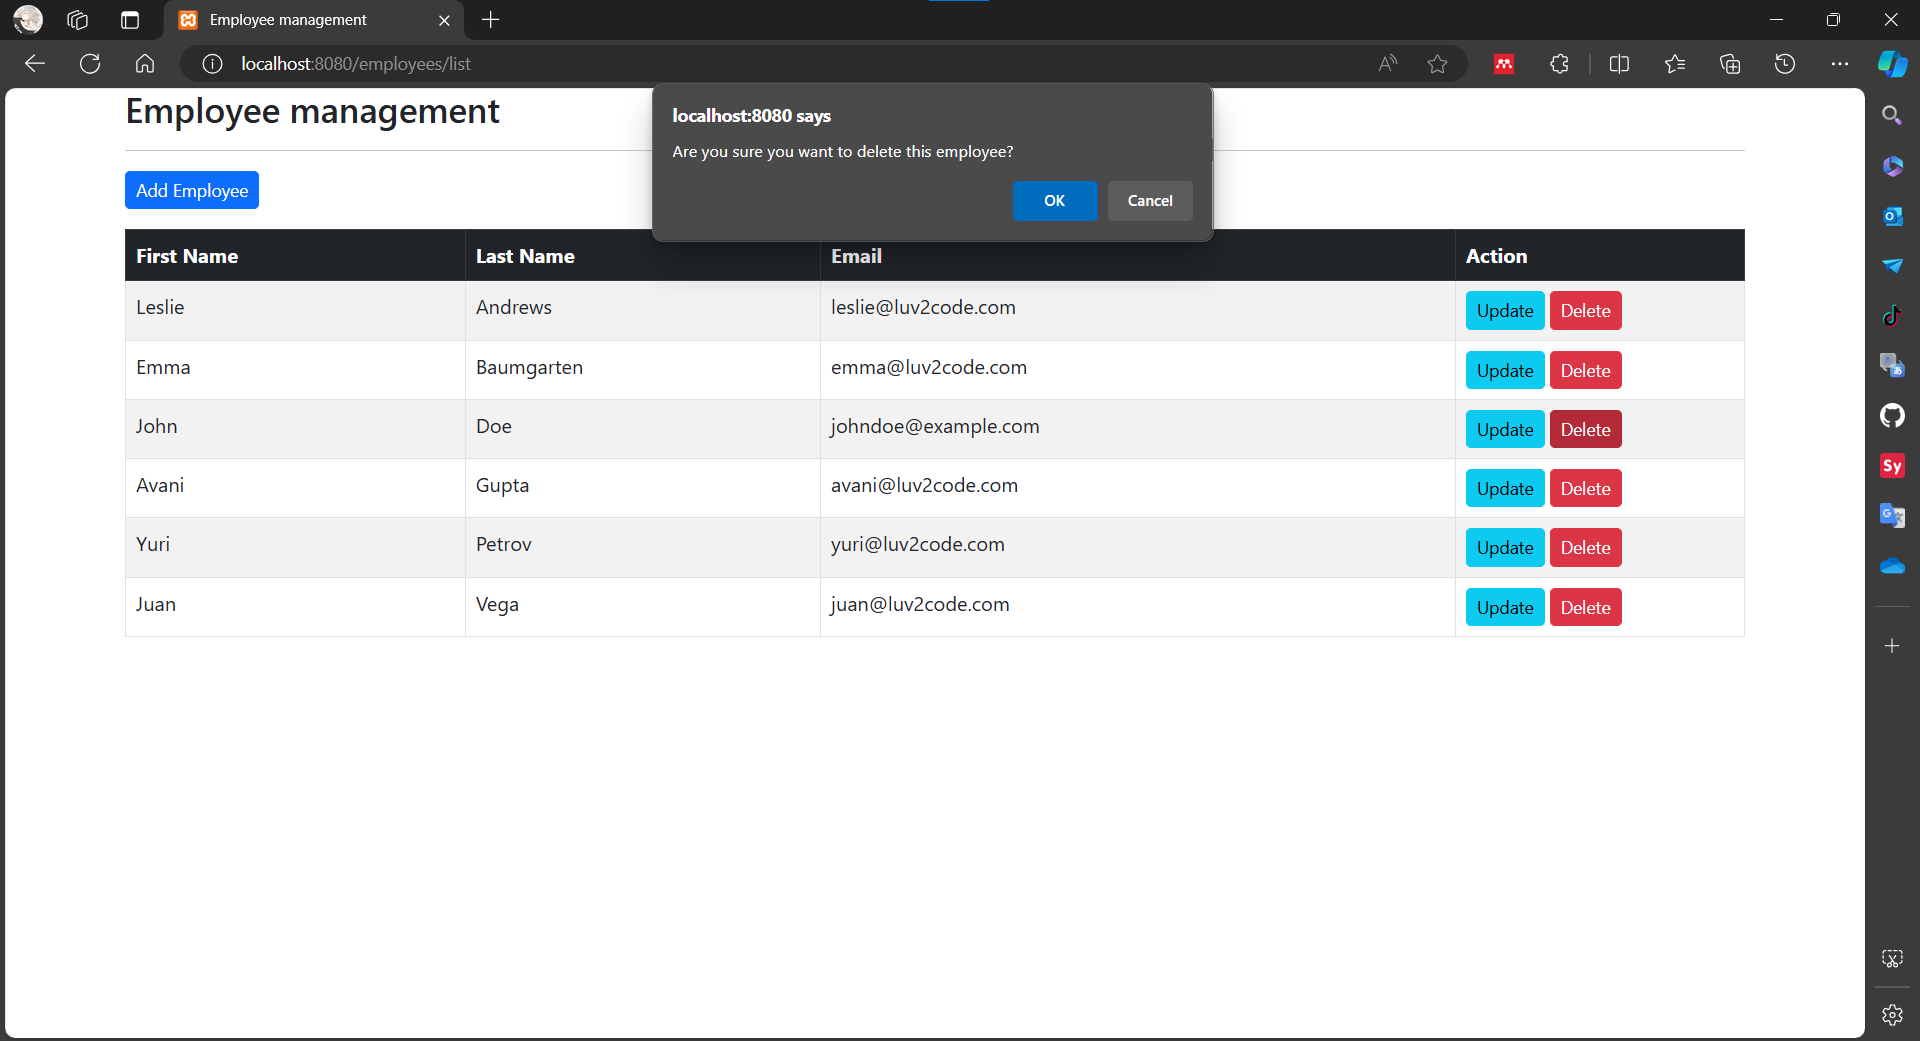 Employee management
localhost:8080/employees/list
Employee management
localhost:8080 says
Are you sure you want to delete this employee?
OK Cancel
Add Employee
First Name Last Name Email Action
Leslie Andrews leslie@luv2code.com Update Delete
Emma Baumgarten emma@luv2code.com Update Delete
John Doe johndoe@example.com Update Delete
Avani Gupta avani@luv2code.com Update Delete
Yuri Petrov yuri@luv2code.com Update Delete
Juan Vega juan@luv2code.com Update Delete
Sy